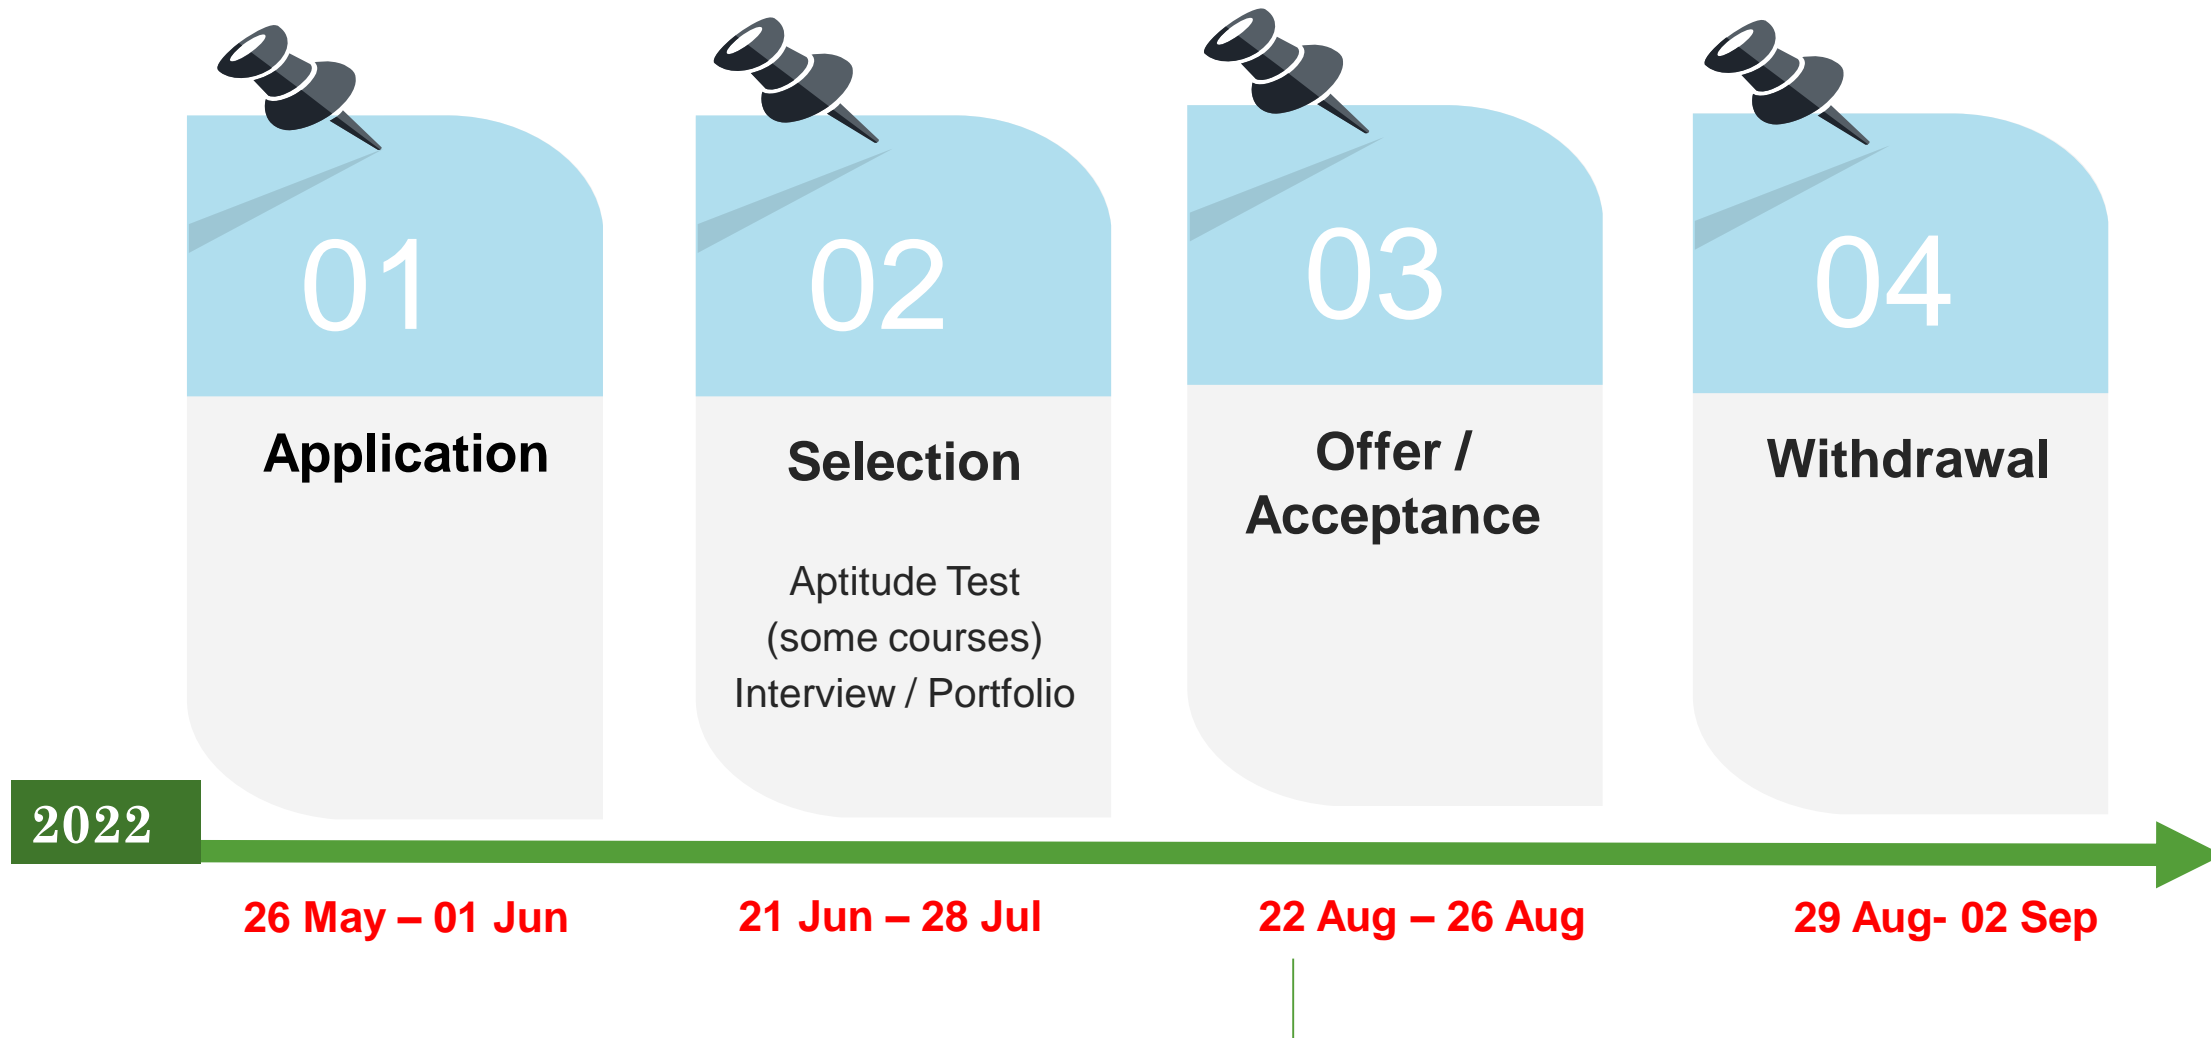 01
Application
02
Selection
Aptitude Test
(some courses)
Interview / Portfolio
03
Offer /
Acceptance
04
Withdrawal
2022
26 May – 01 Jun
21 Jun – 28 Jul
22 Aug – 26 Aug
29 Aug- 02 Sep